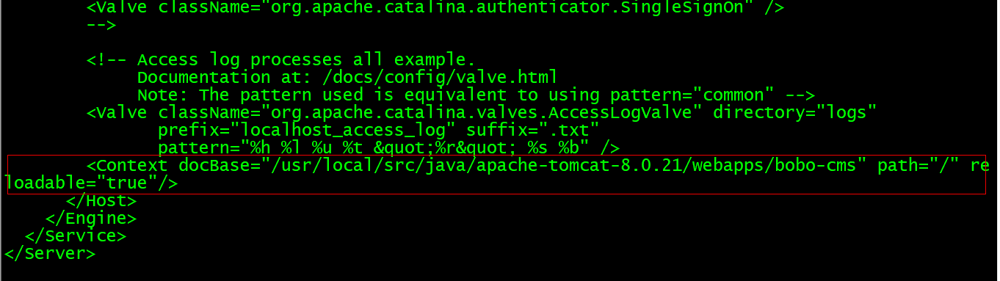 <Valve className="org.apache.catalina.authenticator.SingleSignOn" />
-->
<!-- Access log processes all example.
Documentation at: /docs/config/valve.html
Note: The pattern used is equivalent to using pattern="common" -->
<Valve className="org.apache.catalina.valves.AccessLogValve" directory="logs"
prefix="localhost_access_log" suffix=".txt"
pattern="%h %l %u %t &quot;%r&quot; %s %b" />
<Context docBase="/usr/local/src/java/apache-tomcat-8.0.21/webapps/bobo-cms" path="/" re
loadable="true"/>
</Host>
</Engine>
</Service>
</Server>